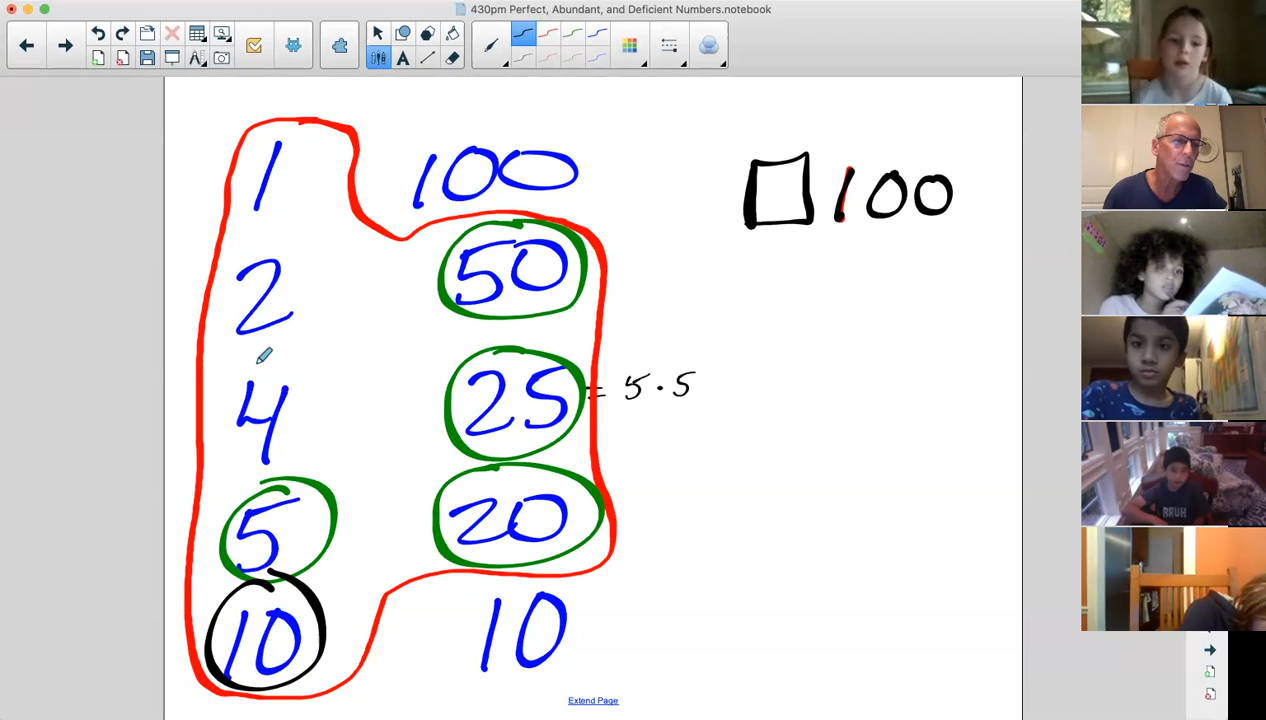 430pm Perfect, Abundant, and Deficient Numbers.notebook
A
1 100
□ 100
2 50
4 25 = 5 · 5
5 20
10 10
BRUH
Extend Page